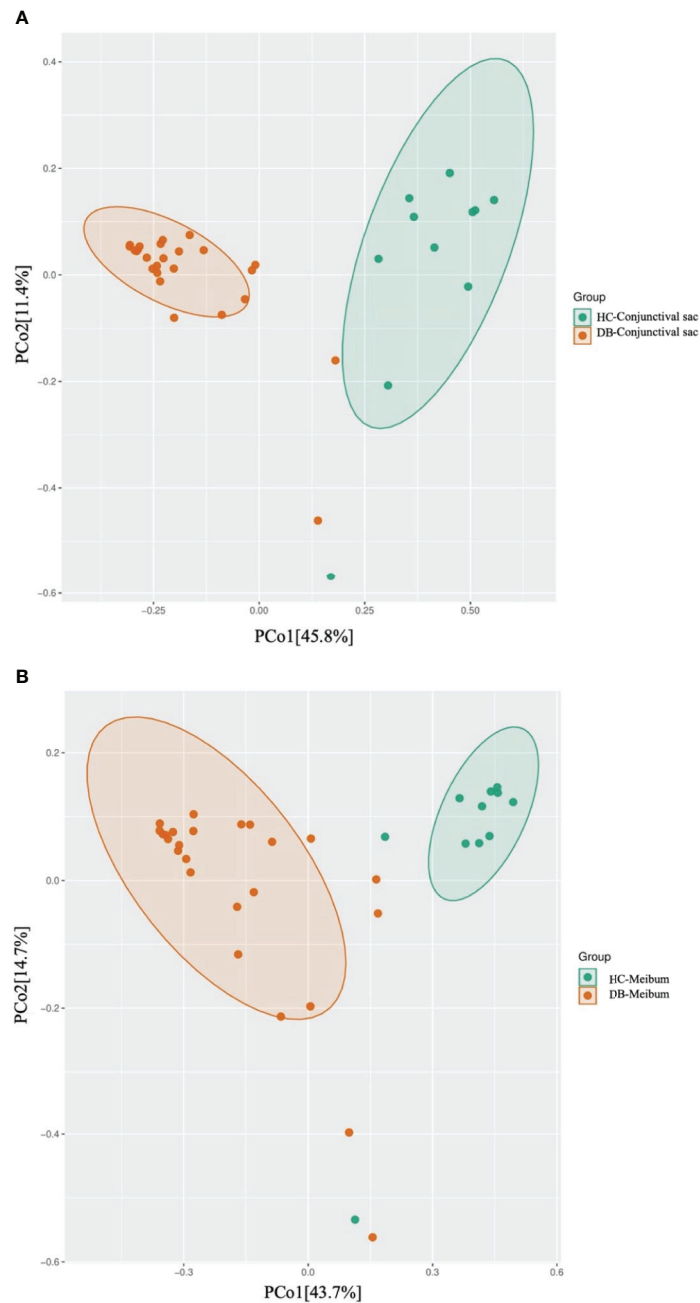 A
0.4
0.2
0.0
−0.2
−0.4
−0.6
PCo2[11.4%]
−0.25
0.00
0.25
0.50
PCo1[45.8%]
Group
HC-Conjunctival sac
DB-Conjunctival sac
B
0.2
0.0
−0.2
−0.4
−0.6
PCo2[14.7%]
−0.3
0.0
0.3
0.6
PCo1[43.7%]
Group
HC-Meibum
DB-Meibum